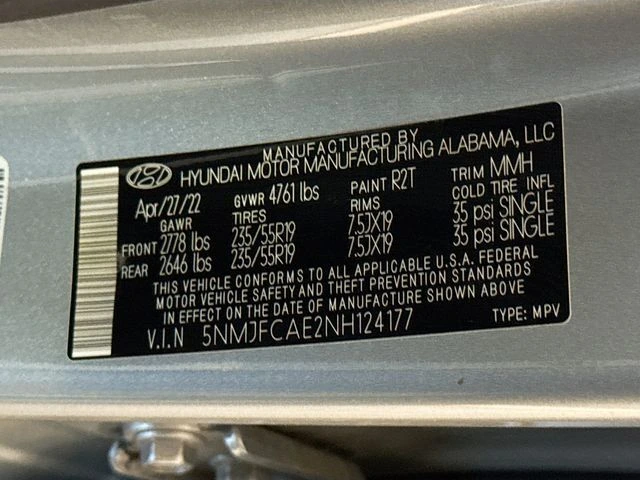 MANUFACTURED BY
HYUNDAI MOTOR MANUFACTURING ALABAMA, LLC
Apr/27/22 GVWR 4761 lbs PAINT R2T TRIM MMH
GAWR TIRES RIMS COLD TIRE INFL
FRONT 2778 lbs 235/55R19 7.5JX19 35 psi SINGLE
REAR 2646 lbs 235/55R19 7.5JX19 35 psi SINGLE
THIS VEHICLE CONFORMS TO ALL APPLICABLE U.S.A. FEDERAL
MOTOR VEHICLE SAFETY AND THEFT PREVENTION STANDARDS
IN EFFECT ON THE DATE OF MANUFACTURE SHOWN ABOVE
V.I.N 5NMJFCAE2NH124177 TYPE: MPV